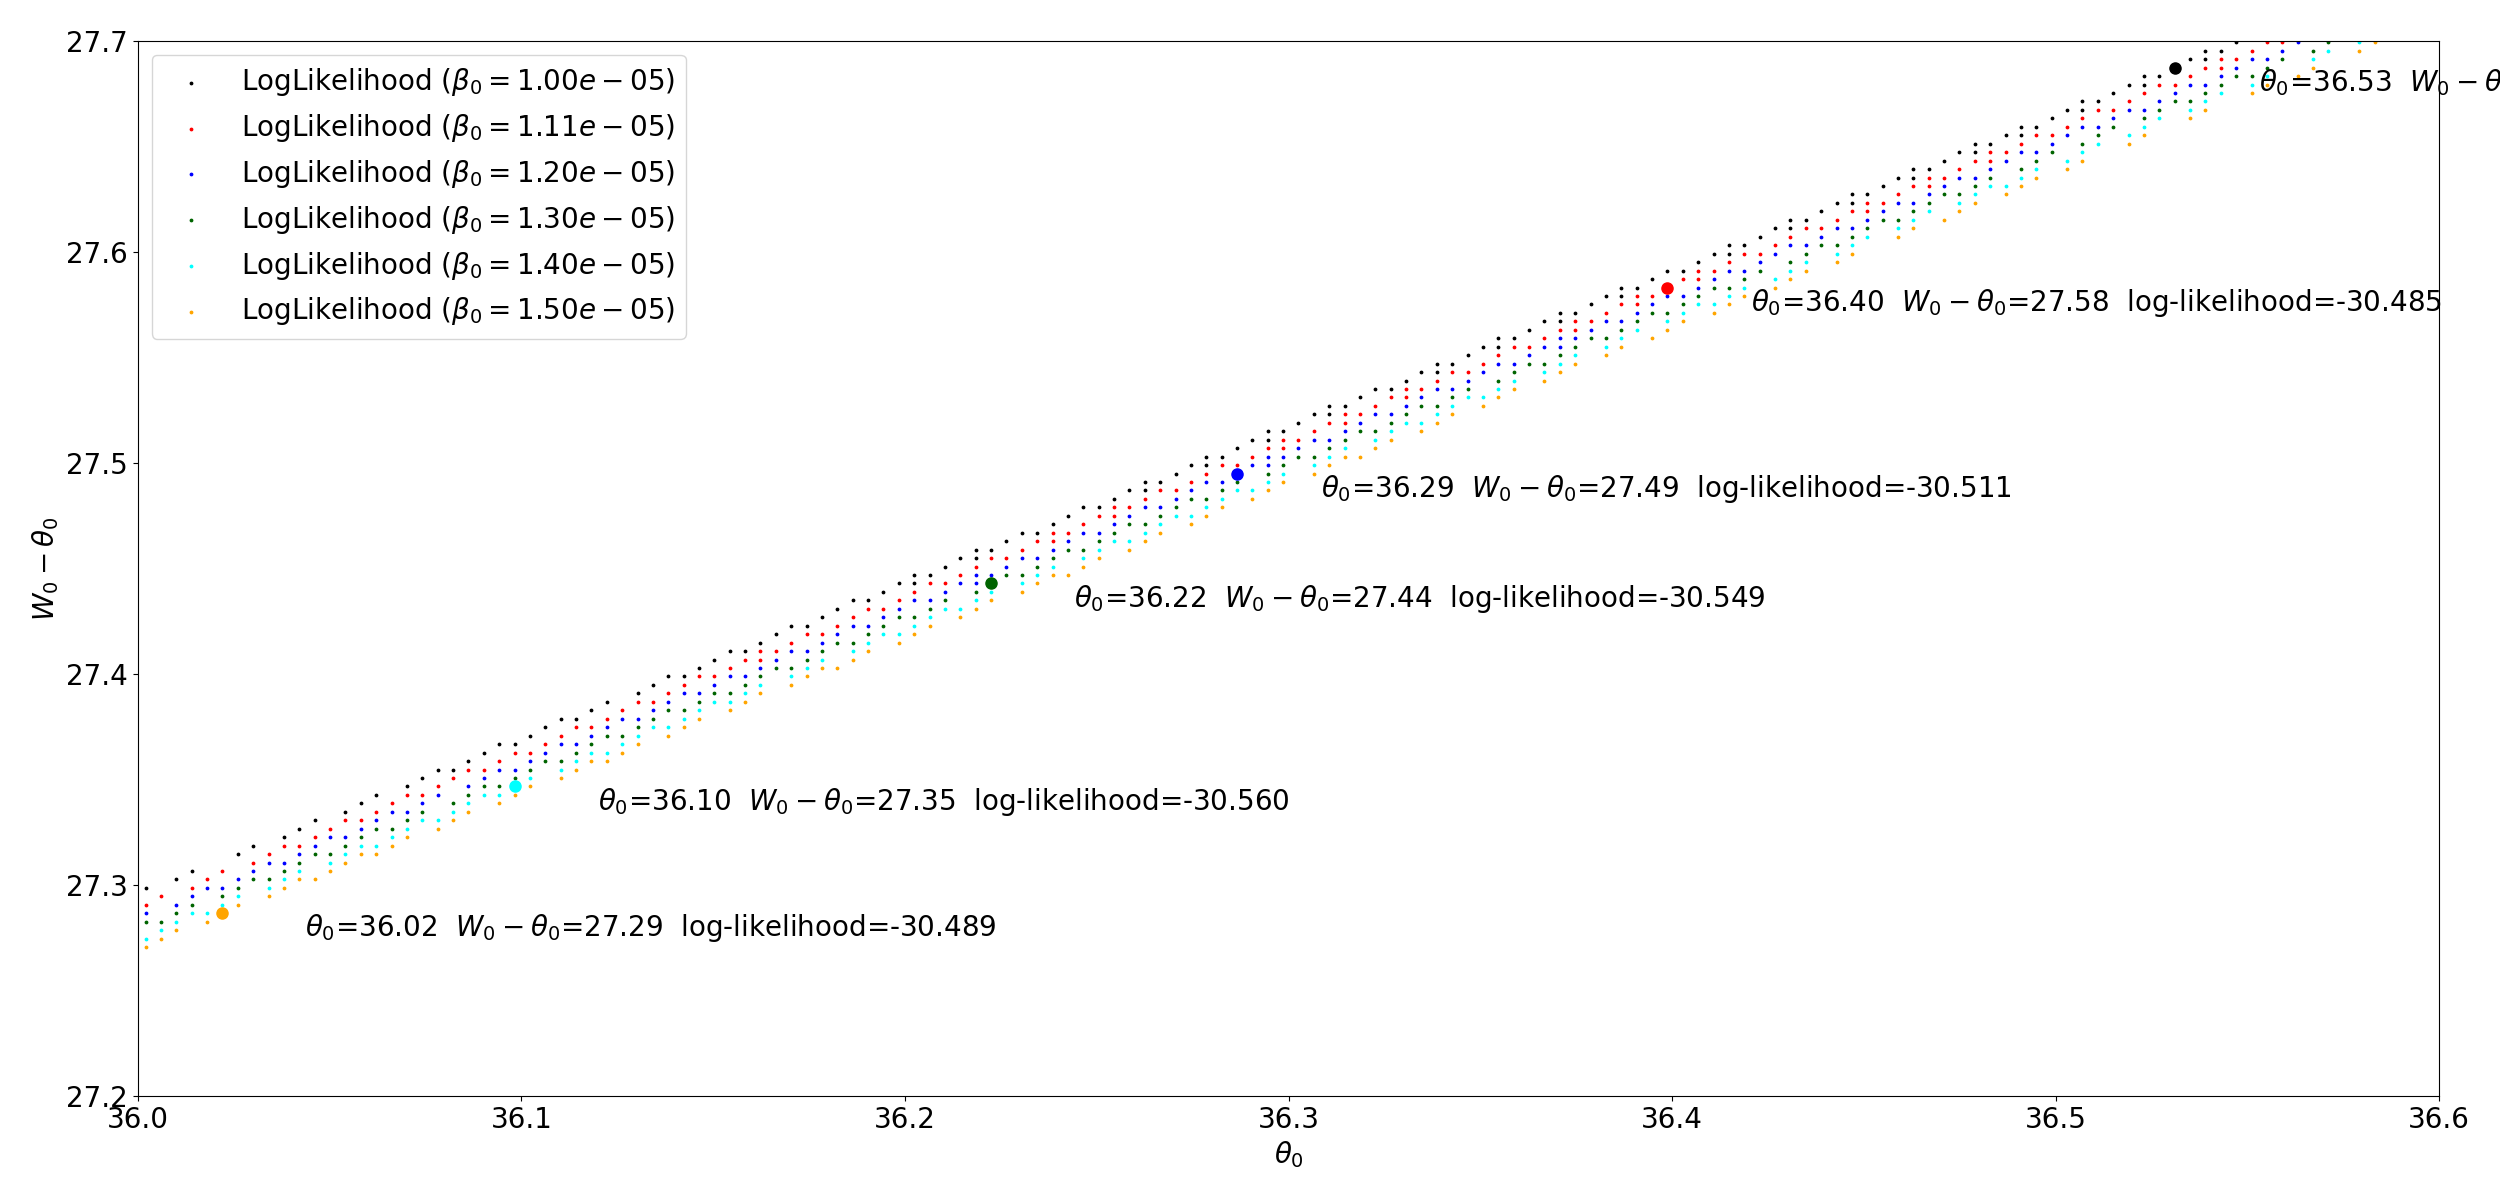 27.7
27.6
27.5
27.4
27.3
27.2
W₀ − θ₀
LogLikelihood (β₀ = 1.00e − 05)
LogLikelihood (β₀ = 1.11e − 05)
LogLikelihood (β₀ = 1.20e − 05)
LogLikelihood (β₀ = 1.30e − 05)
LogLikelihood (β₀ = 1.40e − 05)
LogLikelihood (β₀ = 1.50e − 05)
θ₀=36.53 W₀ − θ
θ₀=36.40 W₀ − θ₀=27.58 log-likelihood=-30.485
θ₀=36.29 W₀ − θ₀=27.49 log-likelihood=-30.511
θ₀=36.22 W₀ − θ₀=27.44 log-likelihood=-30.549
θ₀=36.10 W₀ − θ₀=27.35 log-likelihood=-30.560
θ₀=36.02 W₀ − θ₀=27.29 log-likelihood=-30.489
36.0 36.1 36.2 36.3 36.4 36.5 36.6
θ₀